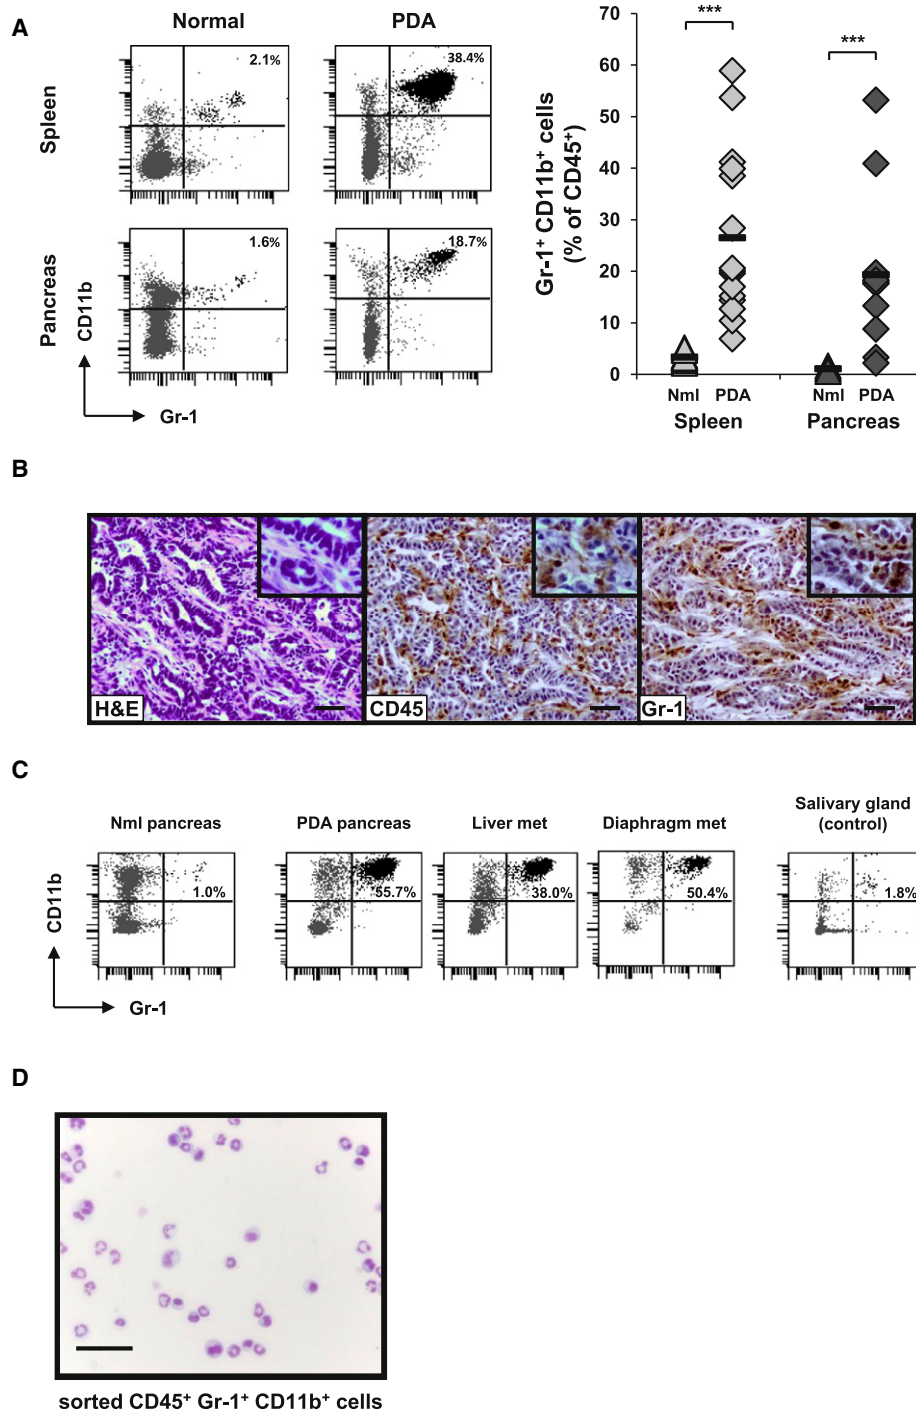 A
Normal
PDA
Spleen
2.1%
38.4%
Pancreas
CD11b
1.6%
18.7%
Gr-1
Gr-1⁺ CD11b⁺ cells
(% of CD45⁺)
70
60
50
40
30
20
10
0
***
***
Nml PDA Nml PDA
Spleen Pancreas
B
H&E
CD45
Gr-1
C
Nml pancreas
PDA pancreas
Liver met
Diaphragm met
Salivary gland
(control)
CD11b
1.0%
55.7%
38.0%
50.4%
1.8%
Gr-1
D
sorted CD45⁺ Gr-1⁺ CD11b⁺ cells